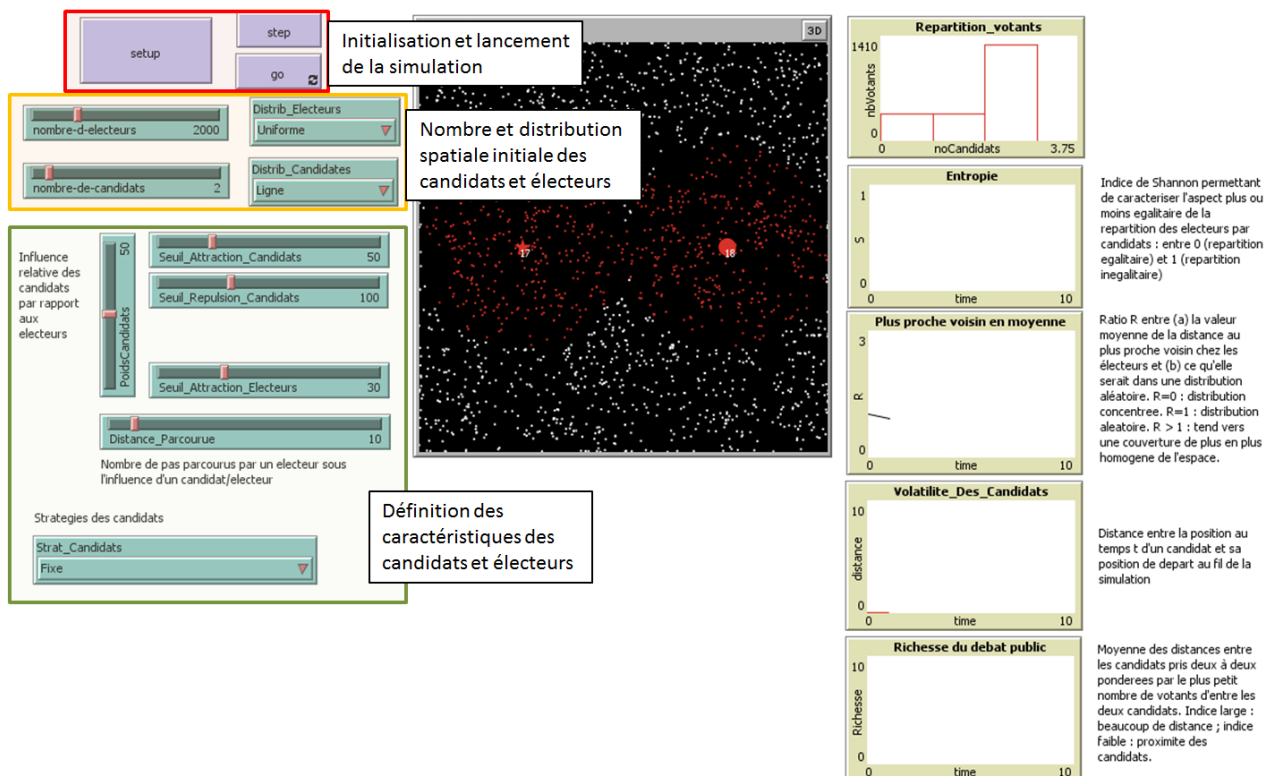 setup
step
go
Initialisation et lancement
de la simulation
nombre-d-electeurs 2000
Distrib_Electeurs
Uniforme
nombre-de-candidats 2
Distrib_Candidates
Ligne
Nombre et distribution
spatiale initiale des
candidats et électeurs
Influence
relative des
candidats
par rapport
aux
electeurs
PoidsCandidats 50
Seuil_Attraction_Candidats 50
Seuil_Repulsion_Candidats 100
Seuil_Attraction_Electeurs 30
Distance_Parcourue 10
Nombre de pas parcourus par un electeur sous
l'influence d'un candidat/electeur
Strategies des candidats
Strat_Candidats
Fixe
Définition des
caractéristiques des
candidats et électeurs
3D
17
18
Repartition_votants
1410
nbVotants
0
0 noCandidats 3.75
Entropie
1
S
0
0 time 10
Indice de Shannon permettant
de caracteriser l'aspect plus ou
moins egalitaire de la
repartition des electeurs par
candidats : entre 0 (repartition
egalitaire) et 1 (repartition
inegalitaire)
Plus proche voisin en moyenne
3
R
0
0 time 10
Ratio R entre (a) la valeur
moyenne de la distance au
plus proche voisin chez les
électeurs et (b) ce qu'elle
serait dans une distribution
aléatoire. R=0 : distribution
concentree. R=1 : distribution
aleatoire. R > 1 : tend vers
une couverture de plus en plus
homogene de l'espace.
Volatilite_Des_Candidats
10
distance
0
0 time 10
Distance entre la position au
temps t d'un candidat et sa
position de depart au fil de la
simulation
Richesse du debat public
10
Richesse
0
0 time 10
Moyenne des distances entre
les candidats pris deux à deux
ponderees par le plus petit
nombre de votants d'entre les
deux candidats. Indice large :
beaucoup de distance ; indice
faible : proximite des
candidats.